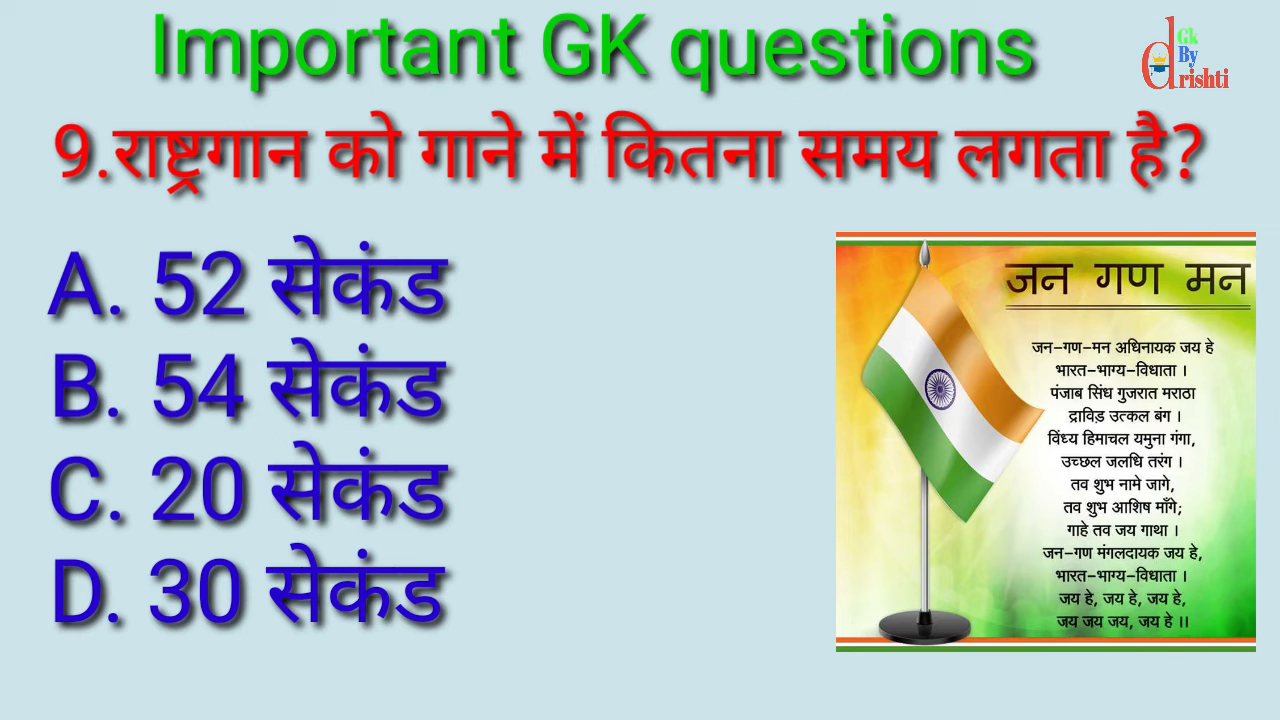 Important GK questions
Gk
By
drishti
9.राष्ट्रगान को गाने में कितना समय लगता है?
A. 52 सेकंड
B. 54 सेकंड
C. 20 सेकंड
D. 30 सेकंड
जन गण मन
जन-गण-मन अधिनायक जय हे
भारत-भाग्य-विधाता ।
पंजाब सिंध गुजरात मराठा
द्राविड़ उत्कल बंग ।
विंध्य हिमाचल यमुना गंगा,
उच्छल जलधि तरंग ।
तव शुभ नामे जागे,
तव शुभ आशिष माँगे;
गाहे तव जय गाथा ।
जन-गण मंगलदायक जय हे,
भारत-भाग्य-विधाता ।
जय हे, जय हे, जय हे,
जय जय जय, जय हे ।।